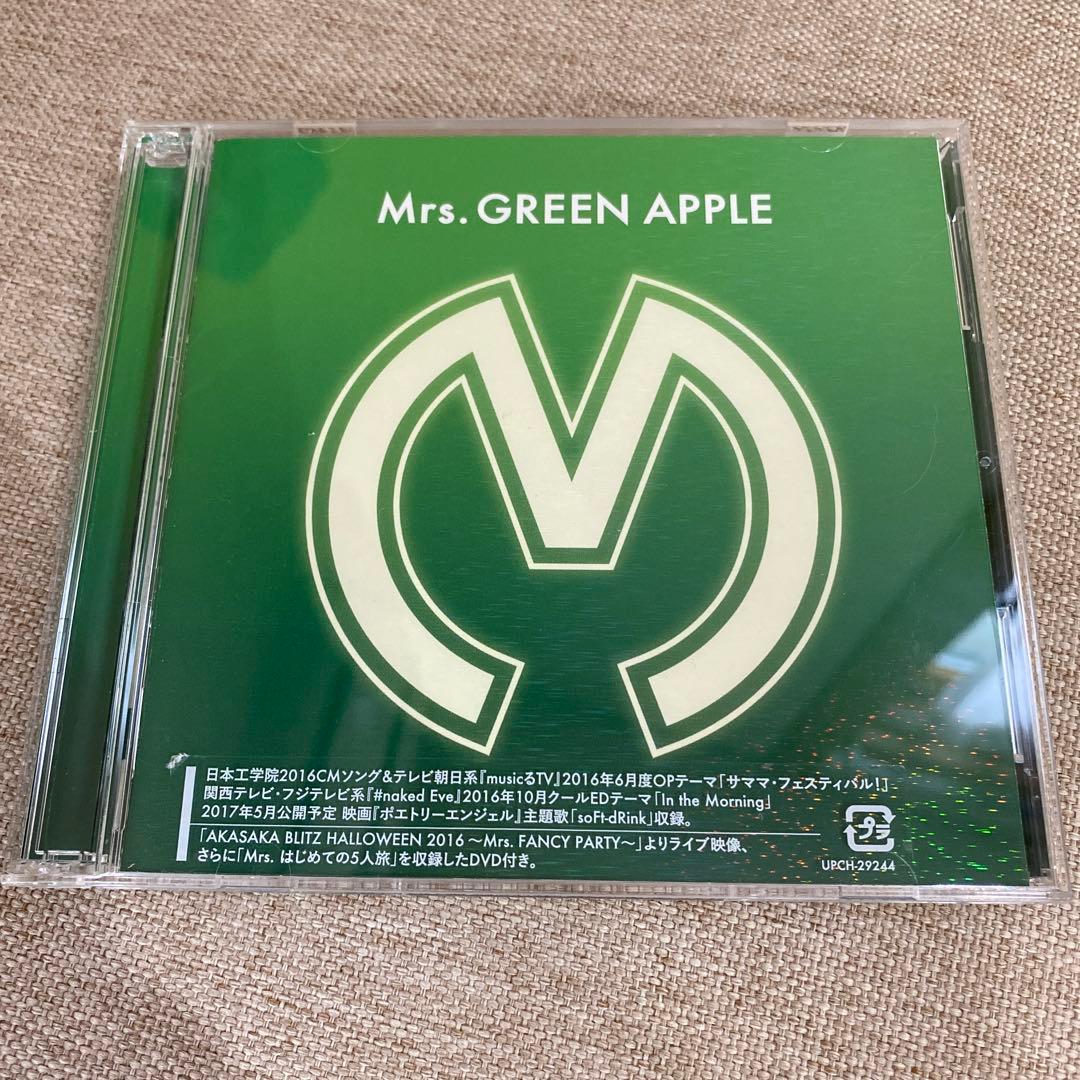 Mrs. GREEN APPLE
日本工学院2016CMソング&テレビ朝日系『musicるTV』2016年6月度OPテーマ「サママ・フェスティバル!」
関西テレビ・フジテレビ系『#naked Eve』2016年10月クールEDテーマ「In the Morning」
2017年5月公開予定 映画『ポエトリーエンジェル』主題歌「soFt-dRink」収録。
「AKASAKA BLITZ HALLOWEEN 2016 〜Mrs. FANCY PARTY〜」よりライブ映像、
さらに「Mrs. はじめての5人旅」を収録したDVD付き。
プラ
UPCH-29244